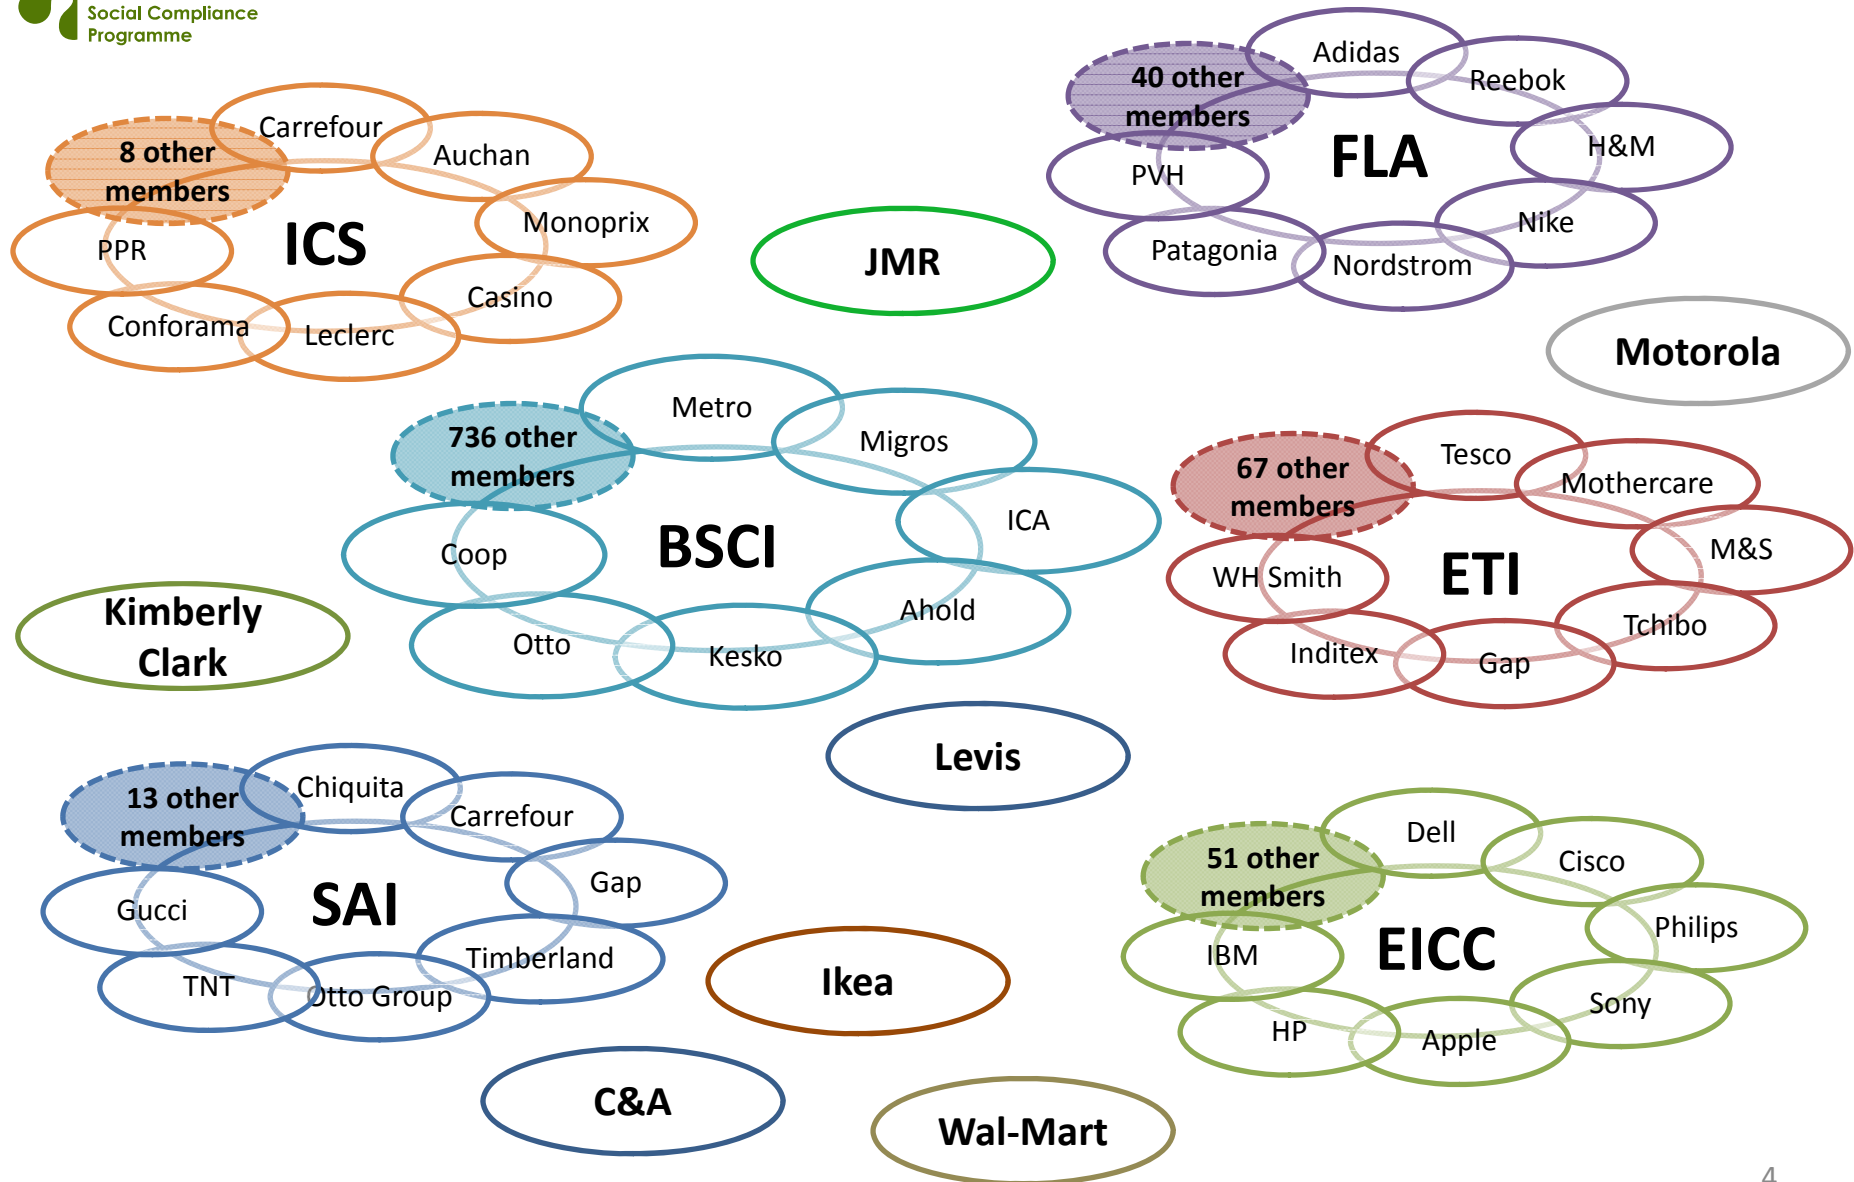 Social Compliance
Programme
Carrefour
8 other
members
Auchan
Monoprix
ICS
PPR
Casino
Conforama
Leclerc
JMR
Adidas
40 other
members
Reebok
H&M
FLA
PVH
Nike
Patagonia
Nordstrom
Motorola
Metro
736 other
members
Migros
ICA
BSCI
Coop
Ahold
Otto
Kesko
Tesco
67 other
members
Mothercare
M&S
ETI
WH Smith
Tchibo
Inditex
Gap
Kimberly
Clark
Levis
Chiquita
13 other
members
Carrefour
Gap
SAI
Gucci
Timberland
TNT
Otto Group
Ikea
C&A
Wal-Mart
Dell
51 other
members
Cisco
Philips
EICC
IBM
Sony
HP
Apple
4